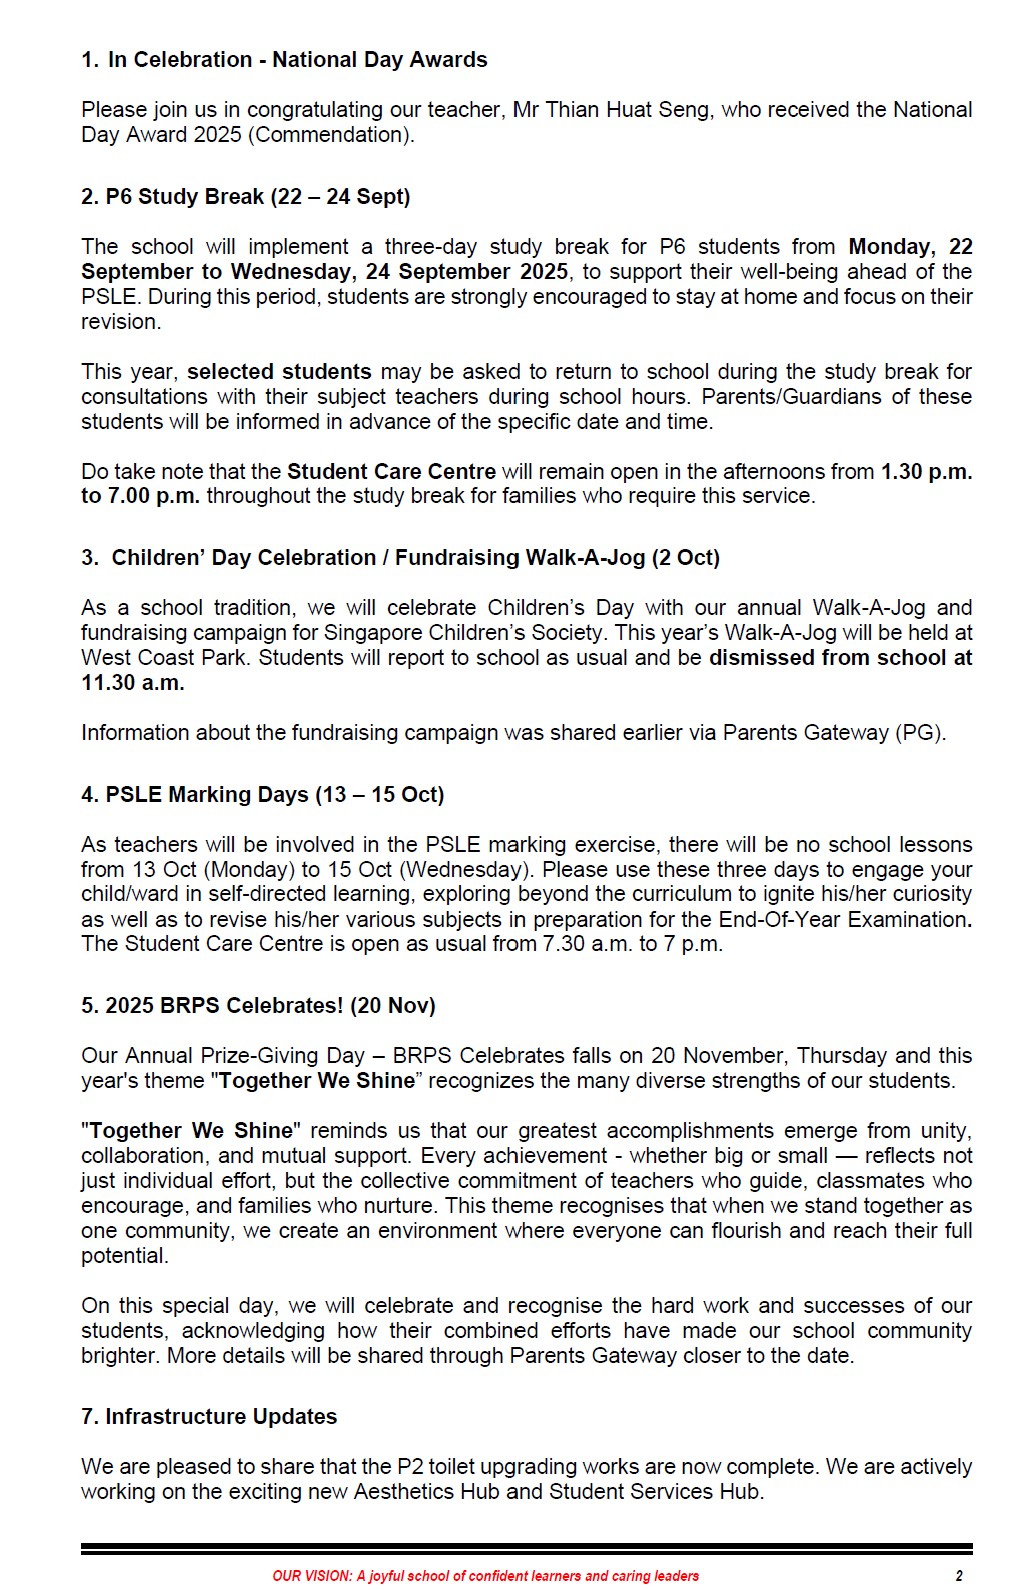 1. In Celebration - National Day Awards
Please join us in congratulating our teacher, Mr Thian Huat Seng, who received the National
Day Award 2025 (Commendation).
2. P6 Study Break (22 – 24 Sept)
The school will implement a three-day study break for P6 students from Monday, 22
September to Wednesday, 24 September 2025, to support their well-being ahead of the
PSLE. During this period, students are strongly encouraged to stay at home and focus on their
revision.
This year, selected students may be asked to return to school during the study break for
consultations with their subject teachers during school hours. Parents/Guardians of these
students will be informed in advance of the specific date and time.
Do take note that the Student Care Centre will remain open in the afternoons from 1.30 p.m.
to 7.00 p.m. throughout the study break for families who require this service.
3. Children’ Day Celebration / Fundraising Walk-A-Jog (2 Oct)
As a school tradition, we will celebrate Children’s Day with our annual Walk-A-Jog and
fundraising campaign for Singapore Children’s Society. This year’s Walk-A-Jog will be held at
West Coast Park. Students will report to school as usual and be dismissed from school at
11.30 a.m.
Information about the fundraising campaign was shared earlier via Parents Gateway (PG).
4. PSLE Marking Days (13 – 15 Oct)
As teachers will be involved in the PSLE marking exercise, there will be no school lessons
from 13 Oct (Monday) to 15 Oct (Wednesday). Please use these three days to engage your
child/ward in self-directed learning, exploring beyond the curriculum to ignite his/her curiosity
as well as to revise his/her various subjects in preparation for the End-Of-Year Examination.
The Student Care Centre is open as usual from 7.30 a.m. to 7 p.m.
5. 2025 BRPS Celebrates! (20 Nov)
Our Annual Prize-Giving Day – BRPS Celebrates falls on 20 November, Thursday and this
year's theme "Together We Shine” recognizes the many diverse strengths of our students.
"Together We Shine" reminds us that our greatest accomplishments emerge from unity,
collaboration, and mutual support. Every achievement - whether big or small — reflects not
just individual effort, but the collective commitment of teachers who guide, classmates who
encourage, and families who nurture. This theme recognises that when we stand together as
one community, we create an environment where everyone can flourish and reach their full
potential.
On this special day, we will celebrate and recognise the hard work and successes of our
students, acknowledging how their combined efforts have made our school community
brighter. More details will be shared through Parents Gateway closer to the date.
7. Infrastructure Updates
We are pleased to share that the P2 toilet upgrading works are now complete. We are actively
working on the exciting new Aesthetics Hub and Student Services Hub.
OUR VISION: A joyful school of confident learners and caring leaders 2